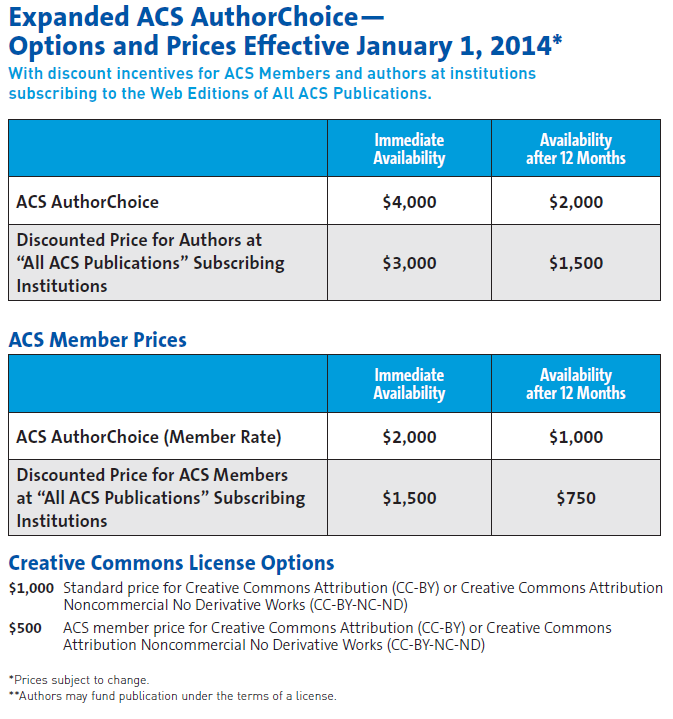 Expanded ACS AuthorChoice—
Options and Prices Effective January 1, 2014*
With discount incentives for ACS Members and authors at institutions
subscribing to the Web Editions of All ACS Publications.
Immediate Availability
Availability after 12 Months
ACS AuthorChoice $4,000 $2,000
Discounted Price for Authors at
“All ACS Publications” Subscribing $3,000 $1,500
Institutions
ACS Member Prices
Immediate Availability
Availability after 12 Months
ACS AuthorChoice (Member Rate) $2,000 $1,000
Discounted Price for ACS Members
at “All ACS Publications” Subscribing $1,500 $750
Institutions
Creative Commons License Options
$1,000 Standard price for Creative Commons Attribution (CC-BY) or Creative Commons Attribution
Noncommercial No Derivative Works (CC-BY-NC-ND)
$500 ACS member price for Creative Commons Attribution (CC-BY) or Creative Commons
Attribution Noncommercial No Derivative Works (CC-BY-NC-ND)
*Prices subject to change.
**Authors may fund publication under the terms of a license.